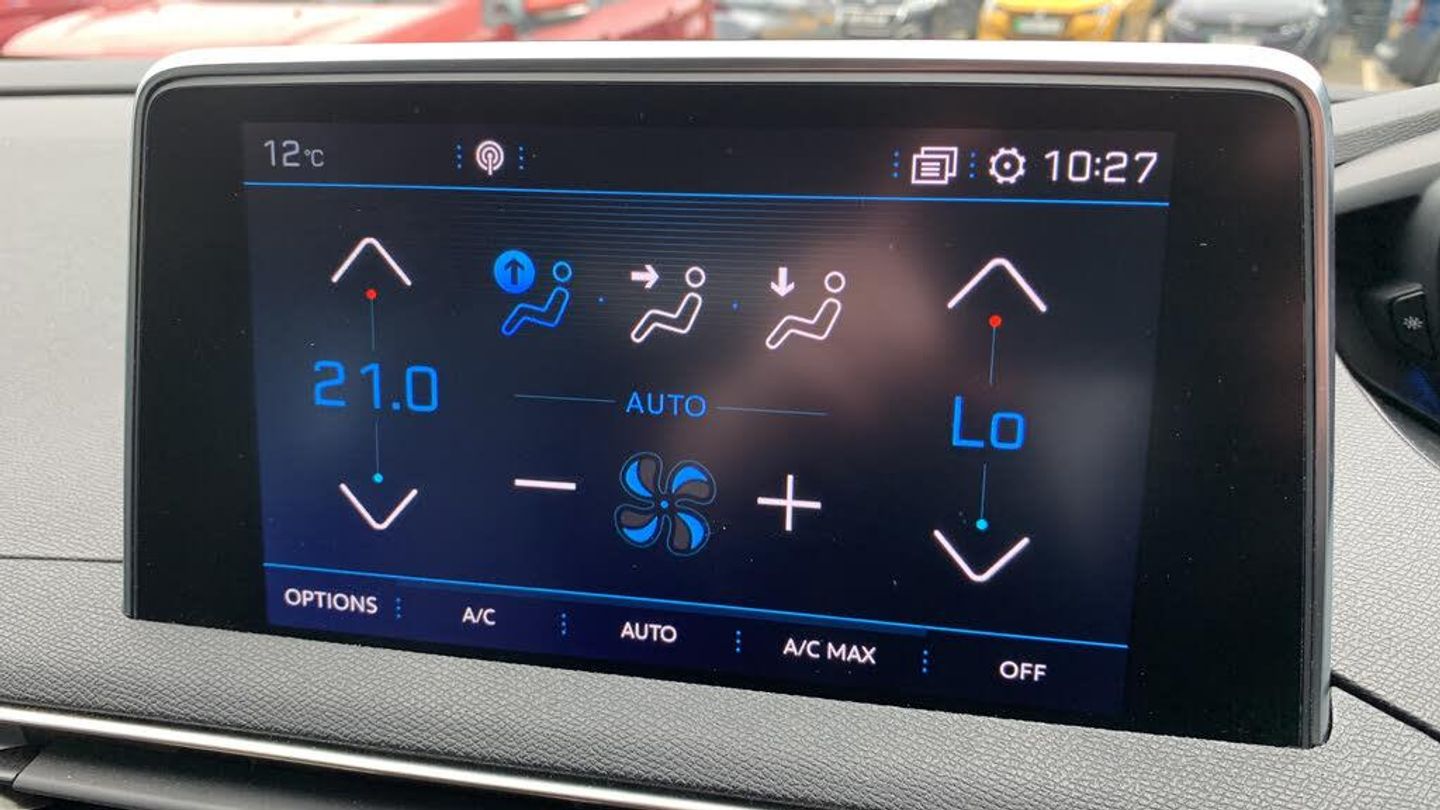 12°C 10:27
21.0 AUTO Lo
OPTIONS A/C AUTO A/C MAX OFF